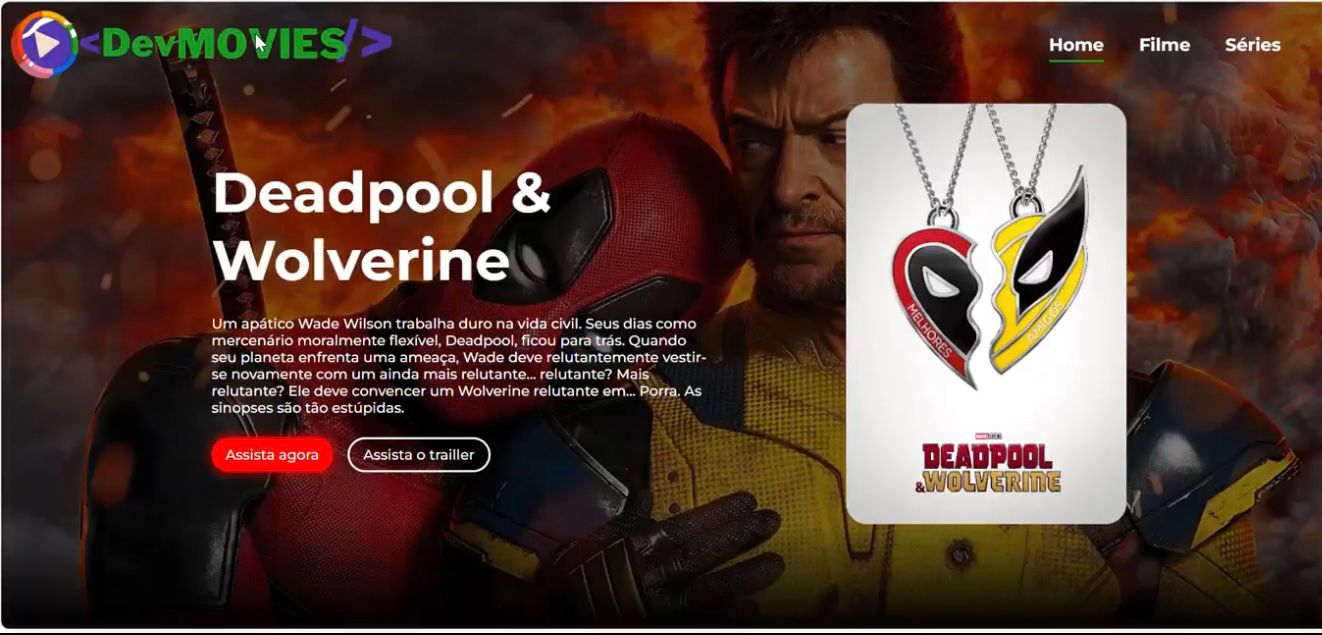 <DevMOVIES/>
Home Filme Séries
Deadpool &
Wolverine
Um apático Wade Wilson trabalha duro na vida civil. Seus dias como
mercenário moralmente flexível, Deadpool, ficou para trás. Quando
seu planeta enfrenta uma ameaça, Wade deve relutantemente vestir-
se novamente com um ainda mais relutante... relutante? Mais
relutante? Ele deve convencer um Wolverine relutante em... Porra. As
sinopses são tão estúpidas.
Assista agora
Assista o trailler
MELHORES
AMIGOS
DEADPOOL
&WOLVERINE